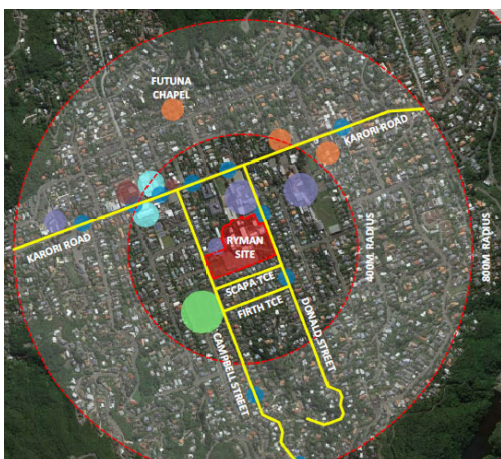 FUTUNA
CHAPEL
KARORI ROAD
KARORI ROAD
RYMAN
SITE
400M RADIUS
800M RADIUS
SCAPA TCE
FIRTH TCE
DONALD STREET
CAMPBELL STREET